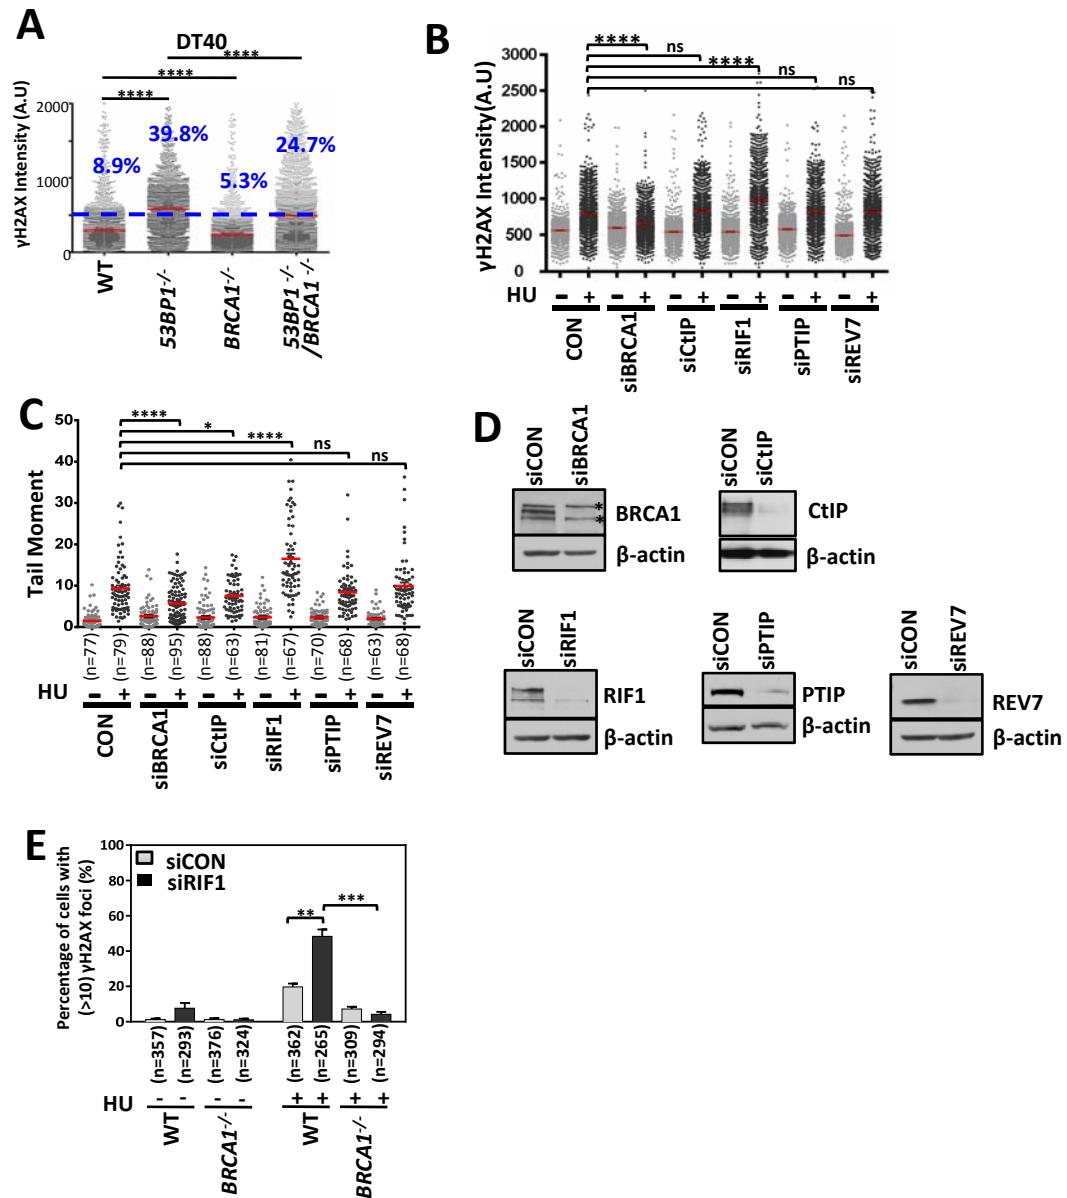 A
DT40
****
****
****
γH2AX Intensity (A.U)
2000
1000
0
8.9%
39.8%
5.3%
24.7%
WT
53BP1-/-
BRCA1-/-
53BP1-/-
/BRCA1-/-
B
γH2AX Intensity(A.U)
3000
2500
2000
1500
1000
500
0
****
ns
****
ns
ns
HU
- + - + - + - + - + - +
CON
siBRCA1
siCtIP
siRIF1
siPTIP
siREV7
C
Tail Moment
50
40
30
20
10
0
****
*
****
ns
ns
(n=77)
(n=79)
(n=88)
(n=95)
(n=88)
(n=63)
(n=81)
(n=67)
(n=70)
(n=68)
(n=63)
(n=68)
HU
- + - + - + - + - + - +
CON
siBRCA1
siCtIP
siRIF1
siPTIP
siREV7
D
siCON
siBRCA1
*
*
BRCA1
β-actin
siCON
siCtIP
CtIP
β-actin
siCON
siRIF1
RIF1
β-actin
siCON
siPTIP
PTIP
β-actin
siCON
siREV7
REV7
β-actin
E
Percentage of cells with
(>10) γH2AX foci (%)
100
80
60
40
20
0
siCON
siRIF1
**
***
(n=357)
(n=293)
(n=376)
(n=324)
(n=362)
(n=265)
(n=309)
(n=294)
HU
- - - - + + + +
WT
BRCA1-/-
WT
BRCA1-/-